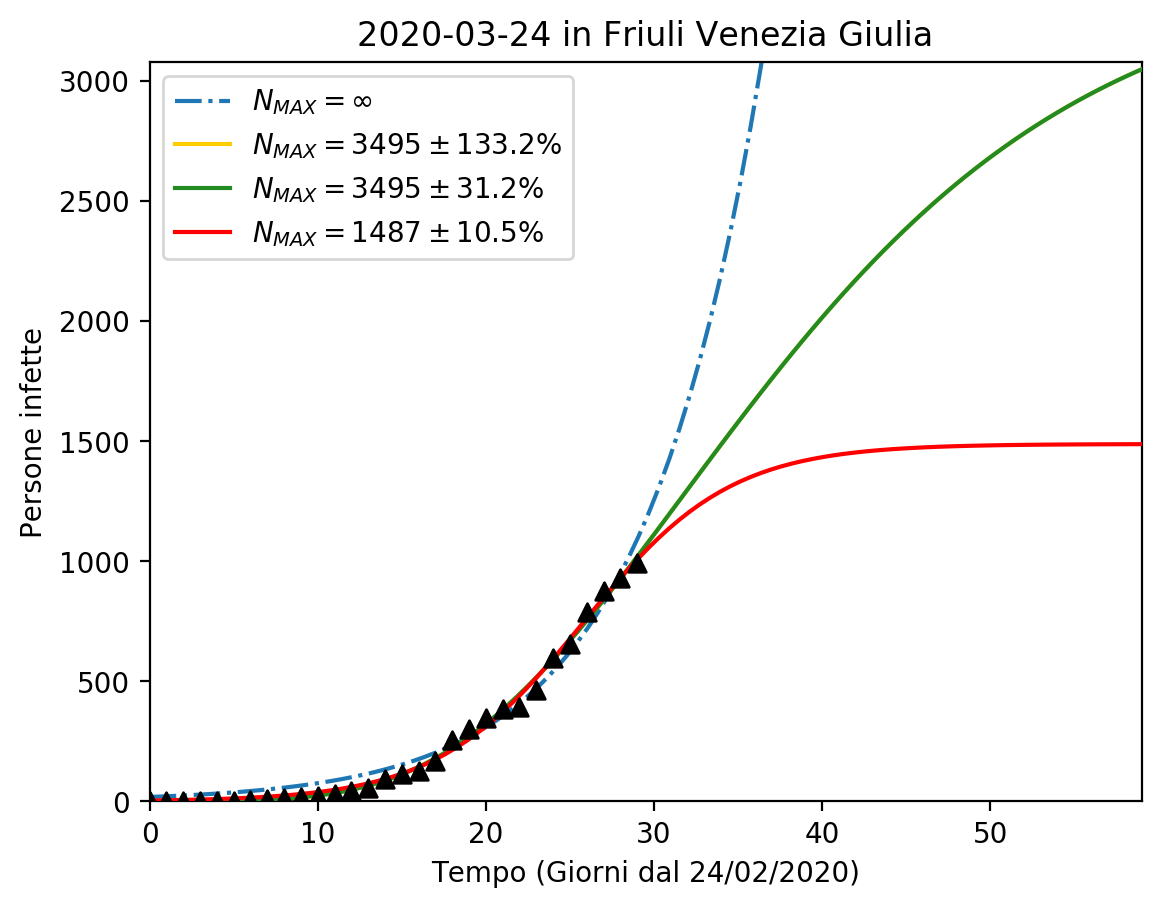 2020-03-24 in Friuli Venezia Giulia
N_MAX = ∞
N_MAX = 3495 ± 133.2%
N_MAX = 3495 ± 31.2%
N_MAX = 1487 ± 10.5%
Persone infette
3000
2500
2000
1500
1000
500
0
0 10 20 30 40 50
Tempo (Giorni dal 24/02/2020)